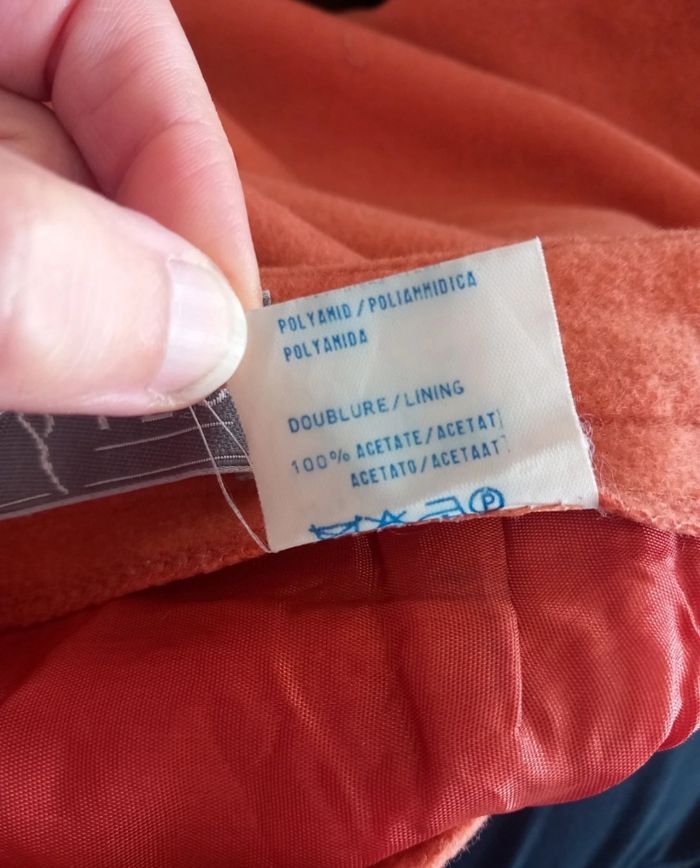 POLYAMID/POLIAMMIDICA
POLYAMIDA
DOUBLURE/LINING
100% ACETATE/ACETAT
ACETATO/ACETAAT
P